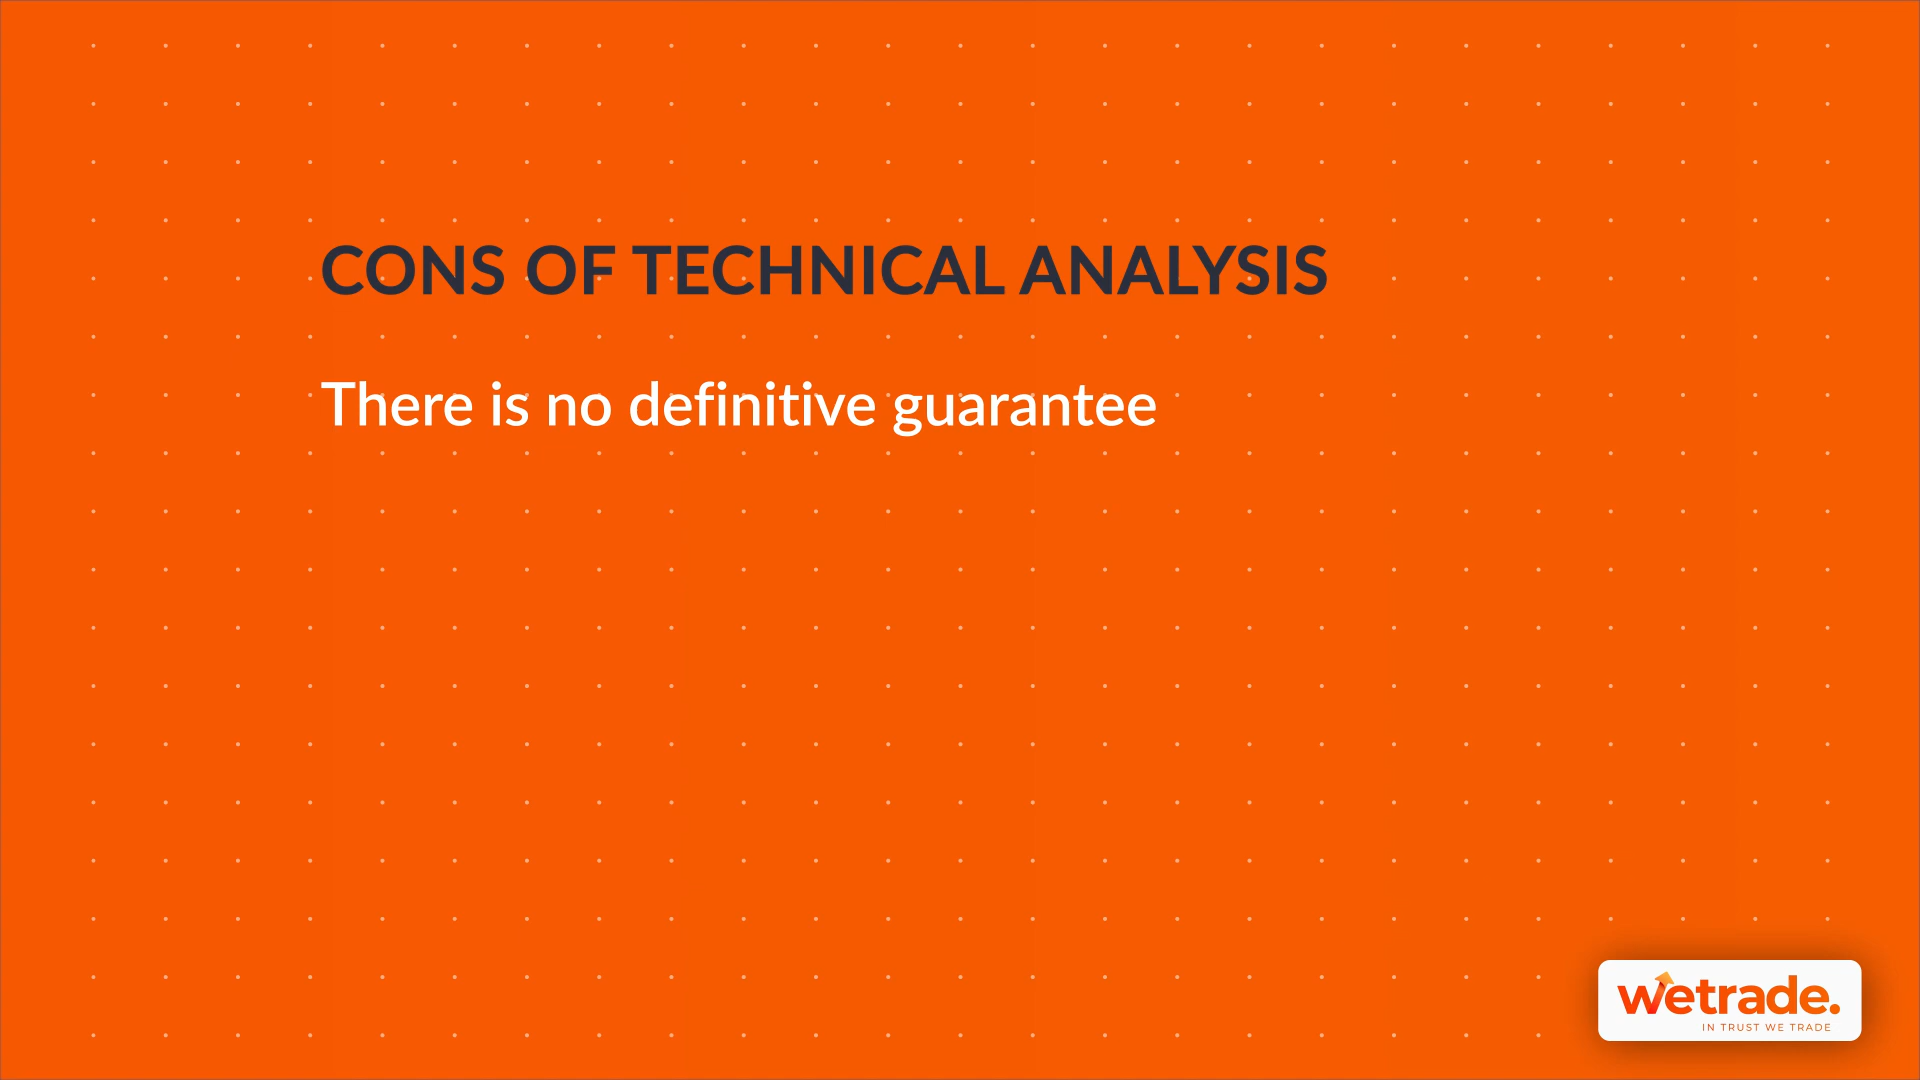 CONS OF TECHNICAL ANALYSIS
There is no definitive guarantee
wetrade.
IN TRUST WE TRADE